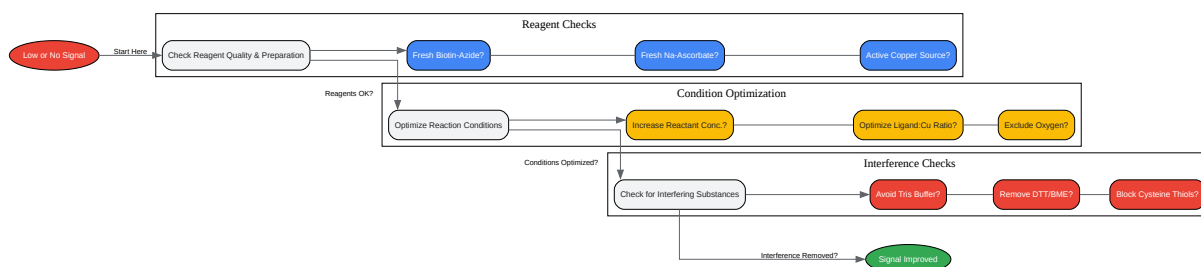 Reagent Checks
Low or No Signal
Start Here
Check Reagent Quality & Preparation
Fresh Biotin-Azide?
Fresh Na-Ascorbate?
Active Copper Source?
Reagents OK?
Condition Optimization
Optimize Reaction Conditions
Increase Reactant Conc.?
Optimize Ligand:Cu Ratio?
Exclude Oxygen?
Conditions Optimized?
Interference Checks
Check for Interfering Substances
Avoid Tris Buffer?
Remove DTT/BME?
Block Cysteine Thiols?
Interference Removed?
Signal Improved